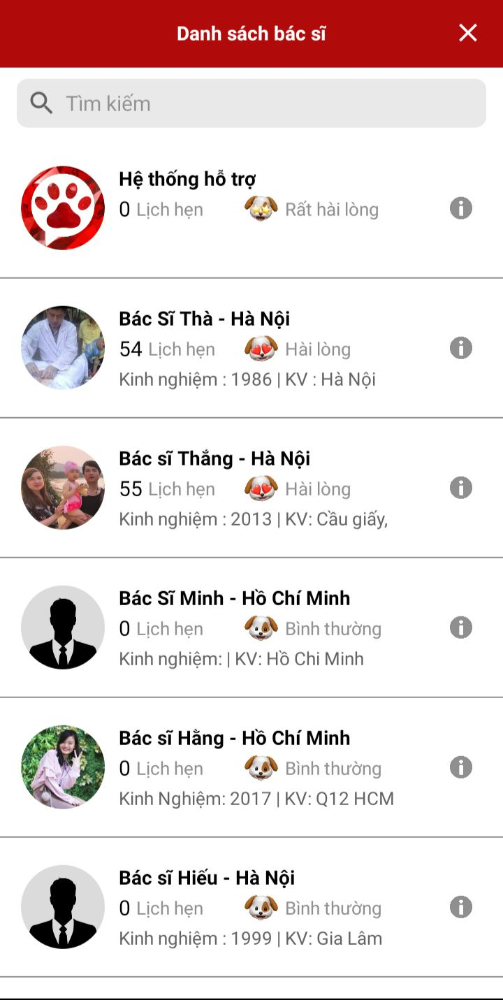 Danh sách bác sĩ
Tìm kiếm
Hệ thống hỗ trợ
0 Lịch hẹn Rất hài lòng
Bác Sĩ Thà - Hà Nội
54 Lịch hẹn Hài lòng
Kinh nghiệm : 1986 | KV : Hà Nội
Bác sĩ Thắng - Hà Nội
55 Lịch hẹn Hài lòng
Kinh nghiệm : 2013 | KV: Cầu giấy,
Bác Sĩ Minh - Hồ Chí Minh
0 Lịch hẹn Bình thường
Kinh nghiệm: | KV: Hồ Chi Minh
Bác sĩ Hằng - Hồ Chí Minh
0 Lịch hẹn Bình thường
Kinh Nghiệm: 2017 | KV: Q12 HCM
Bác sĩ Hiếu - Hà Nội
0 Lịch hẹn Bình thường
Kinh nghiệm : 1999 | KV: Gia Lâm